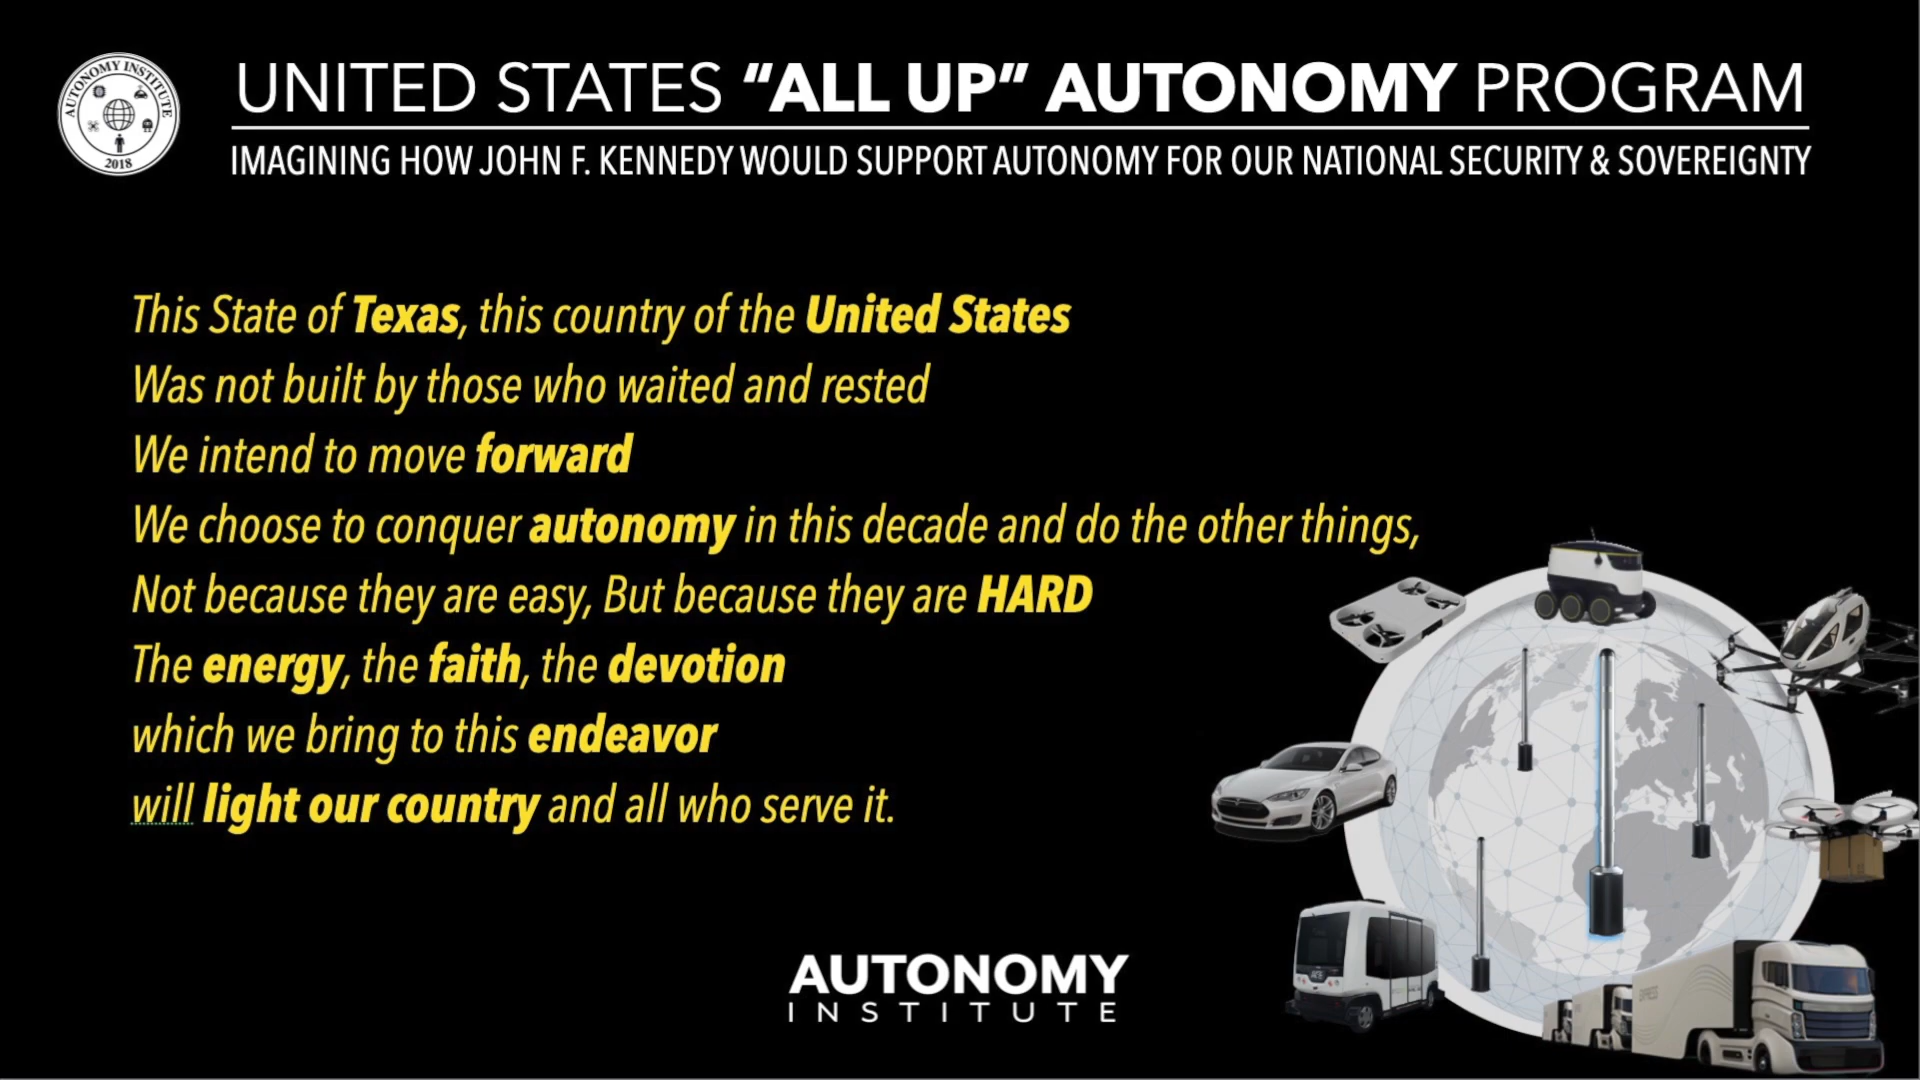 AUTONOMY INSTITUTE
2018
UNITED STATES “ALL UP” AUTONOMY PROGRAM
IMAGINING HOW JOHN F. KENNEDY WOULD SUPPORT AUTONOMY FOR OUR NATIONAL SECURITY & SOVEREIGNTY
This State of Texas, this country of the United States
Was not built by those who waited and rested
We intend to move forward
We choose to conquer autonomy in this decade and do the other things,
Not because they are easy, But because they are HARD
The energy, the faith, the devotion
which we bring to this endeavor
will light our country and all who serve it.
AUTONOMY
INSTITUTE